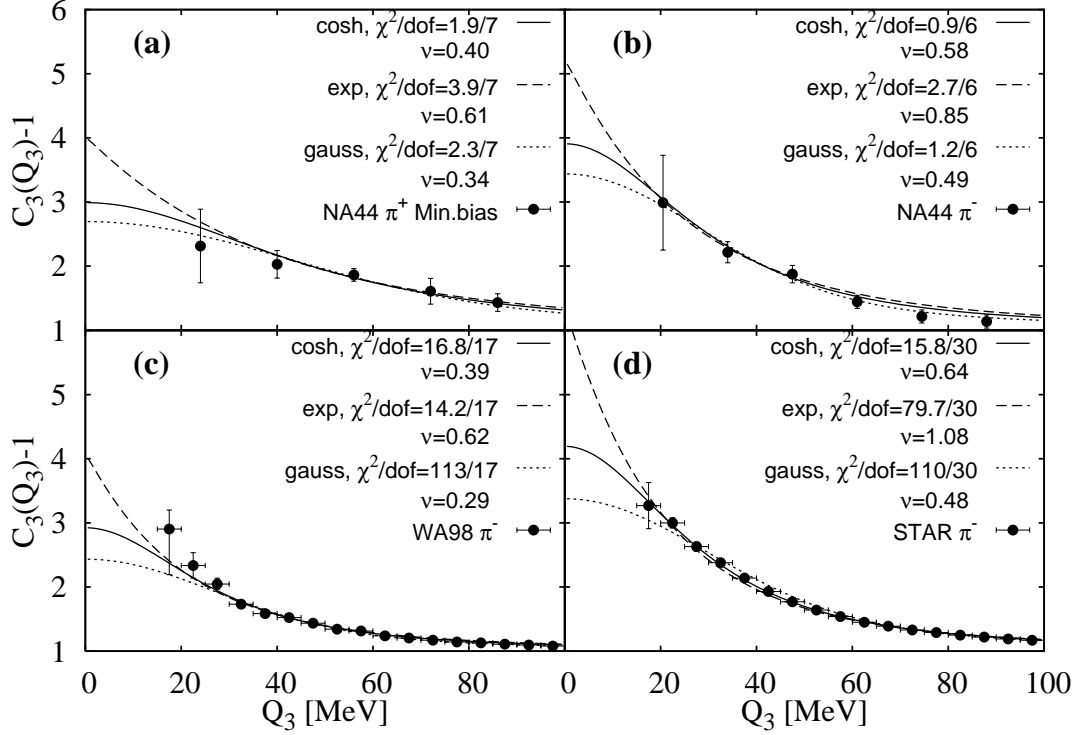 6
5
4
3
2
1
C₃(Q₃)-1
(a)
cosh, χ²/dof=1.9/7
ν=0.40
exp, χ²/dof=3.9/7
ν=0.61
gauss, χ²/dof=2.3/7
ν=0.34
NA44 π⁺ Min.bias
(b)
cosh, χ²/dof=0.9/6
ν=0.58
exp, χ²/dof=2.7/6
ν=0.85
gauss, χ²/dof=1.2/6
ν=0.49
NA44 π⁻
5
4
3
2
1
C₃(Q₃)-1
(c)
cosh, χ²/dof=16.8/17
ν=0.39
exp, χ²/dof=14.2/17
ν=0.62
gauss, χ²/dof=113/17
ν=0.29
WA98 π⁻
0 20 40 60 80
Q₃ [MeV]
(d)
cosh, χ²/dof=15.8/30
ν=0.64
exp, χ²/dof=79.7/30
ν=1.08
gauss, χ²/dof=110/30
ν=0.48
STAR π⁻
0 20 40 60 80 100
Q₃ [MeV]